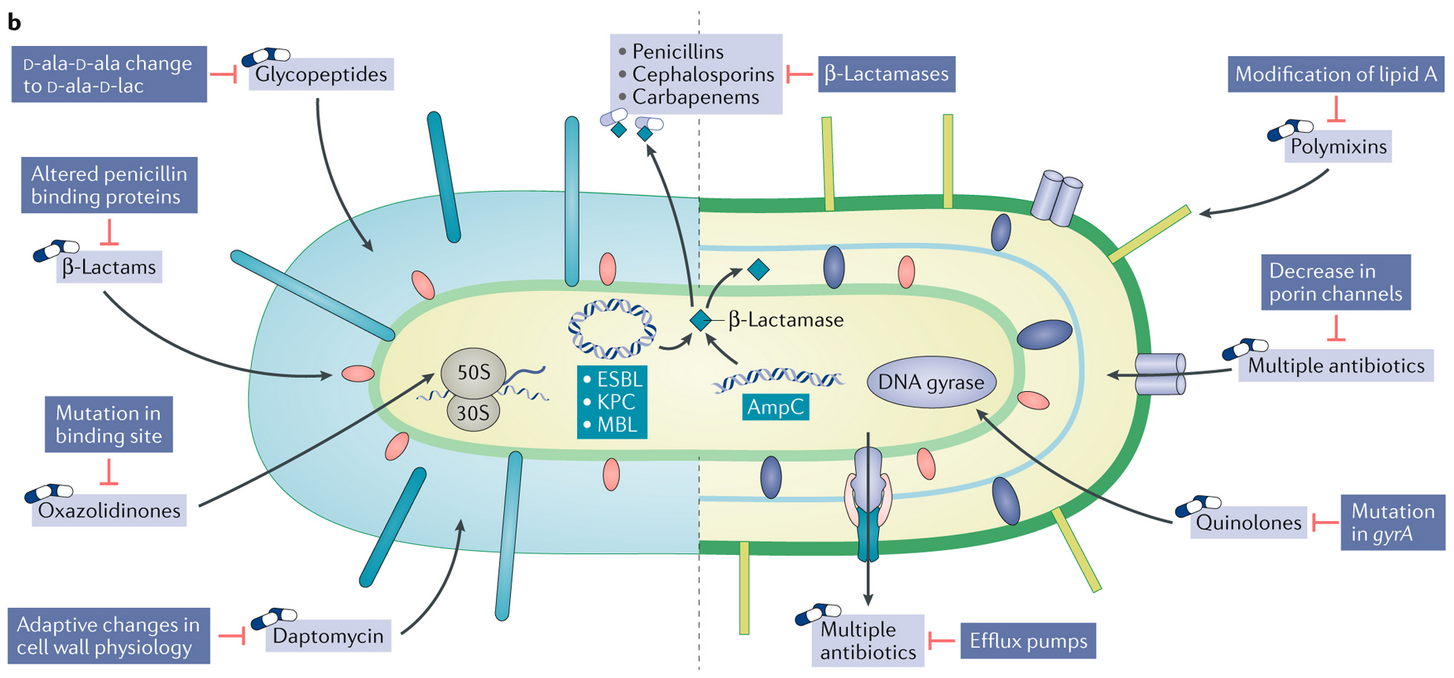 b
D-ala-D-ala change
to D-ala-D-lac
Glycopeptides
• Penicillins
• Cephalosporins
• Carbapenems
β-Lactamases
Modification of lipid A
Polymixins
Altered penicillin
binding proteins
β-Lactams
Decrease in
porin channels
Multiple antibiotics
β-Lactamase
50S
30S
• ESBL
• KPC
• MBL
AmpC
DNA gyrase
Mutation in
binding site
Oxazolidinones
Quinolones
Mutation
in gyrA
Adaptive changes in
cell wall physiology
Daptomycin
Multiple
antibiotics
Efflux pumps